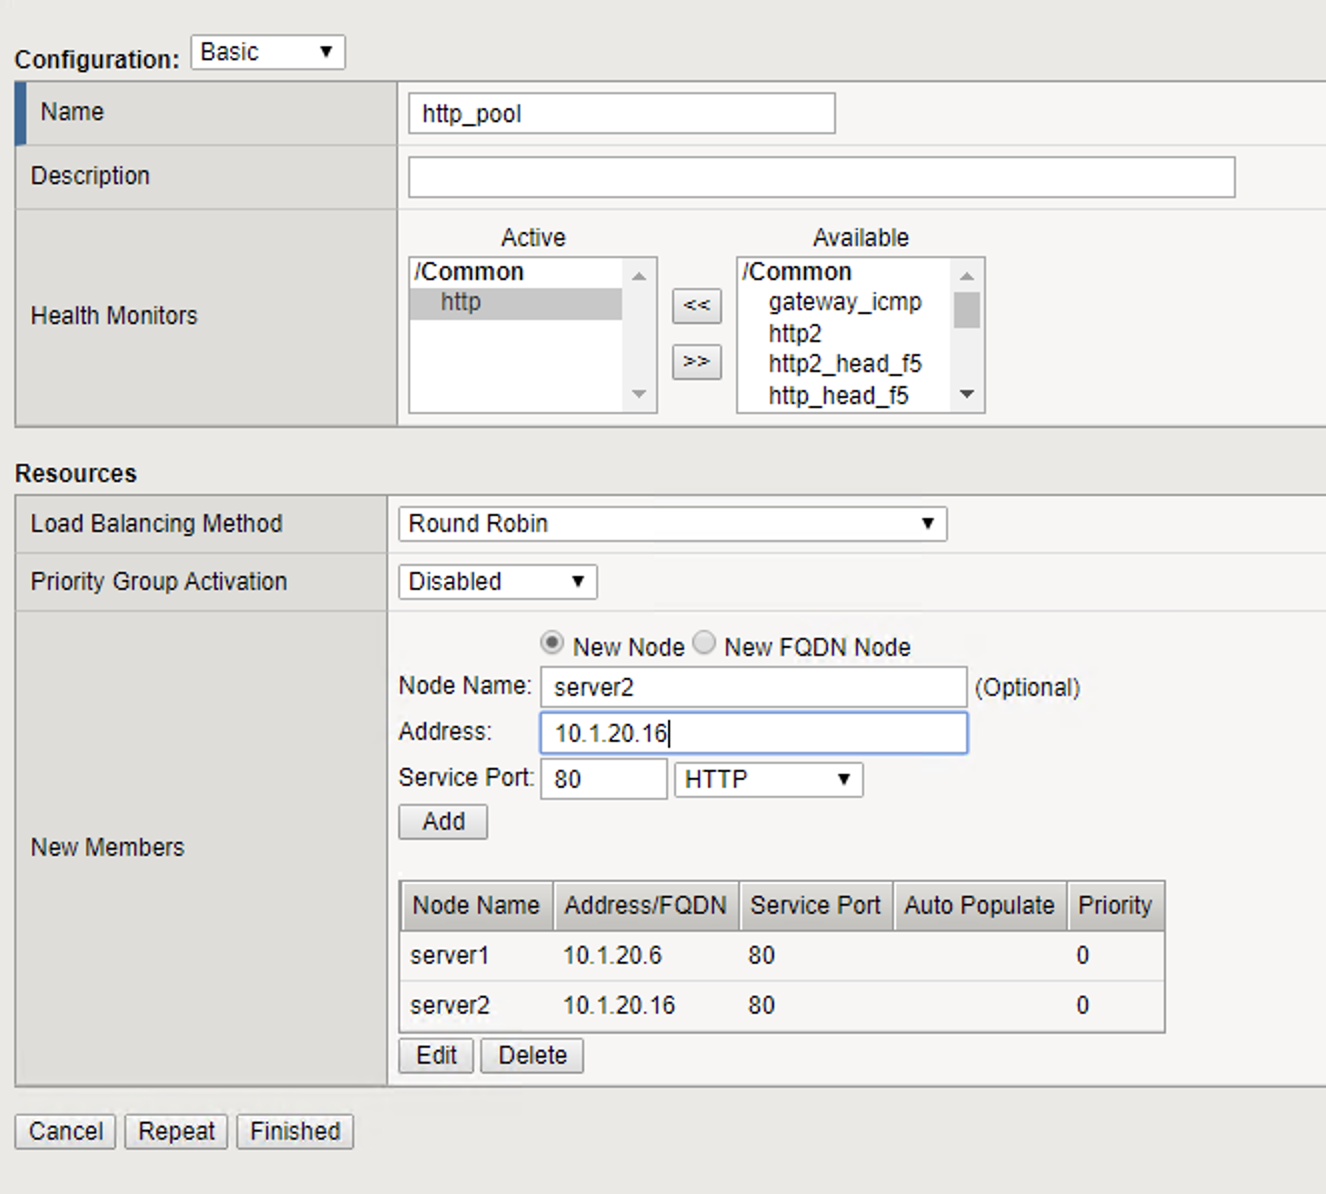 Configuration: Basic
Name http_pool
Description
Active Available
/Common /Common
http gateway_icmp
Health Monitors << http2
>> http2_head_f5
http_head_f5
Resources
Load Balancing Method Round Robin
Priority Group Activation Disabled
New Node New FQDN Node
Node Name: server2 (Optional)
Address: 10.1.20.16
Service Port: 80 HTTP
Add
New Members
Node Name Address/FQDN Service Port Auto Populate Priority
server1 10.1.20.6 80 0
server2 10.1.20.16 80 0
Edit Delete
Cancel Repeat Finished